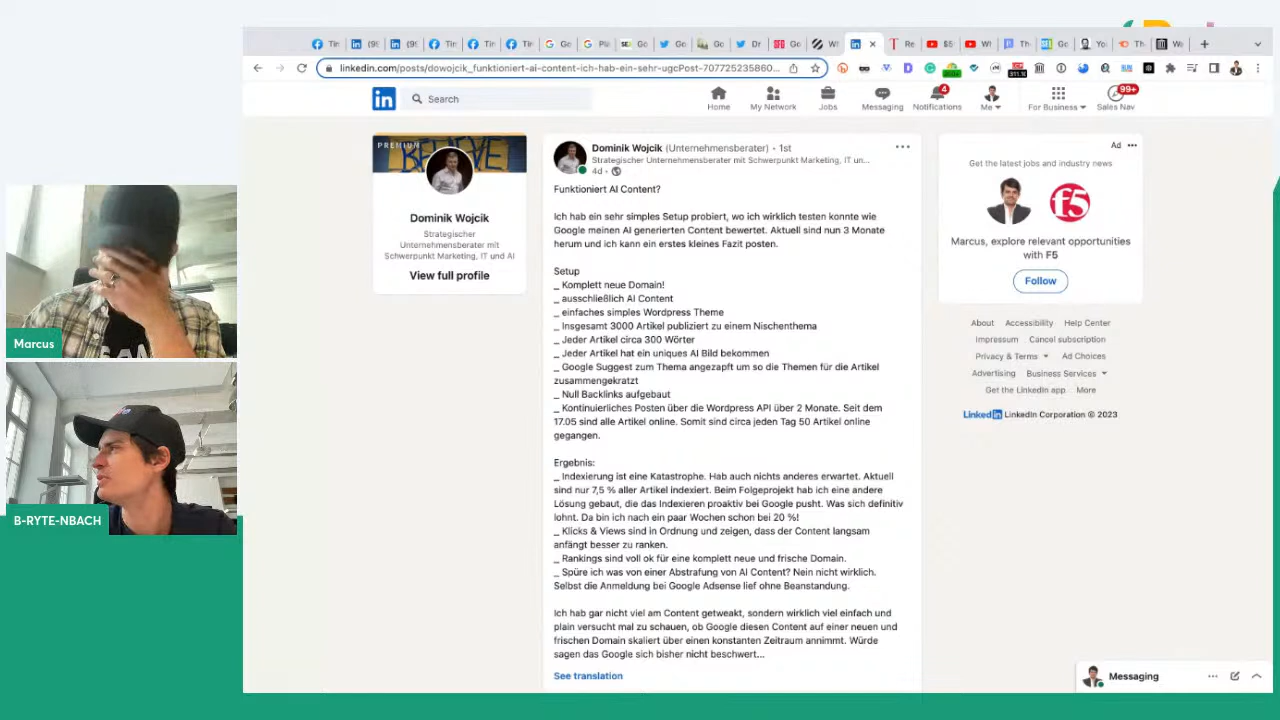 linkedin.com/posts/dowojcik_funktioniert-ai-content-ich-hab-ein-sehr-ugcPost-707725235860...
in
Search
Home
My Network
Jobs
Messaging
4
Notifications
Me
For Business
99+
Sales Nav
PREMIUM
BELIEVE
Dominik Wojcik
Strategischer
Unternehmensberater mit
Schwerpunkt Marketing, IT und AI
View full profile
Dominik Wojcik (Unternehmensberater) • 1st
Strategischer Unternehmensberater mit Schwerpunkt Marketing, IT un...
4d •
Funktioniert AI Content?
Ich hab ein sehr simples Setup probiert, wo ich wirklich testen konnte wie
Google meinen AI generierten Content bewertet. Aktuell sind nun 3 Monate
herum und ich kann ein erstes kleines Fazit posten.
Setup
_ Komplett neue Domain!
_ ausschließlich AI Content
_ einfaches simples Wordpress Theme
_ Insgesamt 3000 Artikel publiziert zu einem Nischenthema
_ Jeder Artikel circa 300 Wörter
_ Jeder Artikel hat ein uniques AI Bild bekommen
_ Google Suggest zum Thema angezapft um so die Themen für die Artikel
zusammengekratzt
_ Null Backlinks aufgebaut
_ Kontinuierliches Posten über die Wordpress API über 2 Monate. Seit dem
17.05 sind alle Artikel online. Somit sind circa jeden Tag 50 Artikel online
gegangen.
Ergebnis:
_ Indexierung ist eine Katastrophe. Hab auch nichts anderes erwartet. Aktuell
sind nur 7,5 % aller Artikel indexiert. Beim Folgeprojekt hab ich eine andere
Lösung gebaut, die das Indexieren proaktiv bei Google pusht. Was sich definitiv
lohnt. Da bin ich nach ein paar Wochen schon bei 20 %!
_ Klicks & Views sind in Ordnung und zeigen, dass der Content langsam
anfängt besser zu ranken.
_ Rankings sind voll ok für eine komplett neue und frische Domain.
_ Spüre ich was von einer Abstrafung von AI Content? Nein nicht wirklich.
Selbst die Anmeldung bei Google Adsense lief ohne Beanstandung.
Ich hab gar nicht viel am Content getweakt, sondern wirklich viel einfach und
plain versucht mal zu schauen, ob Google diesen Content auf einer neuen und
frischen Domain skaliert über einen konstanten Zeitraum annimmt. Würde
sagen das Google sich bisher nicht beschwert...
See translation
Ad
Get the latest jobs and industry news
f5
Marcus, explore relevant opportunities
with F5
Follow
About Accessibility Help Center
Impressum Cancel subscription
Privacy & Terms Ad Choices
Advertising Business Services
Get the LinkedIn app More
LinkedIn LinkedIn Corporation © 2023
Messaging
Marcus
B-RYTE-NBACH